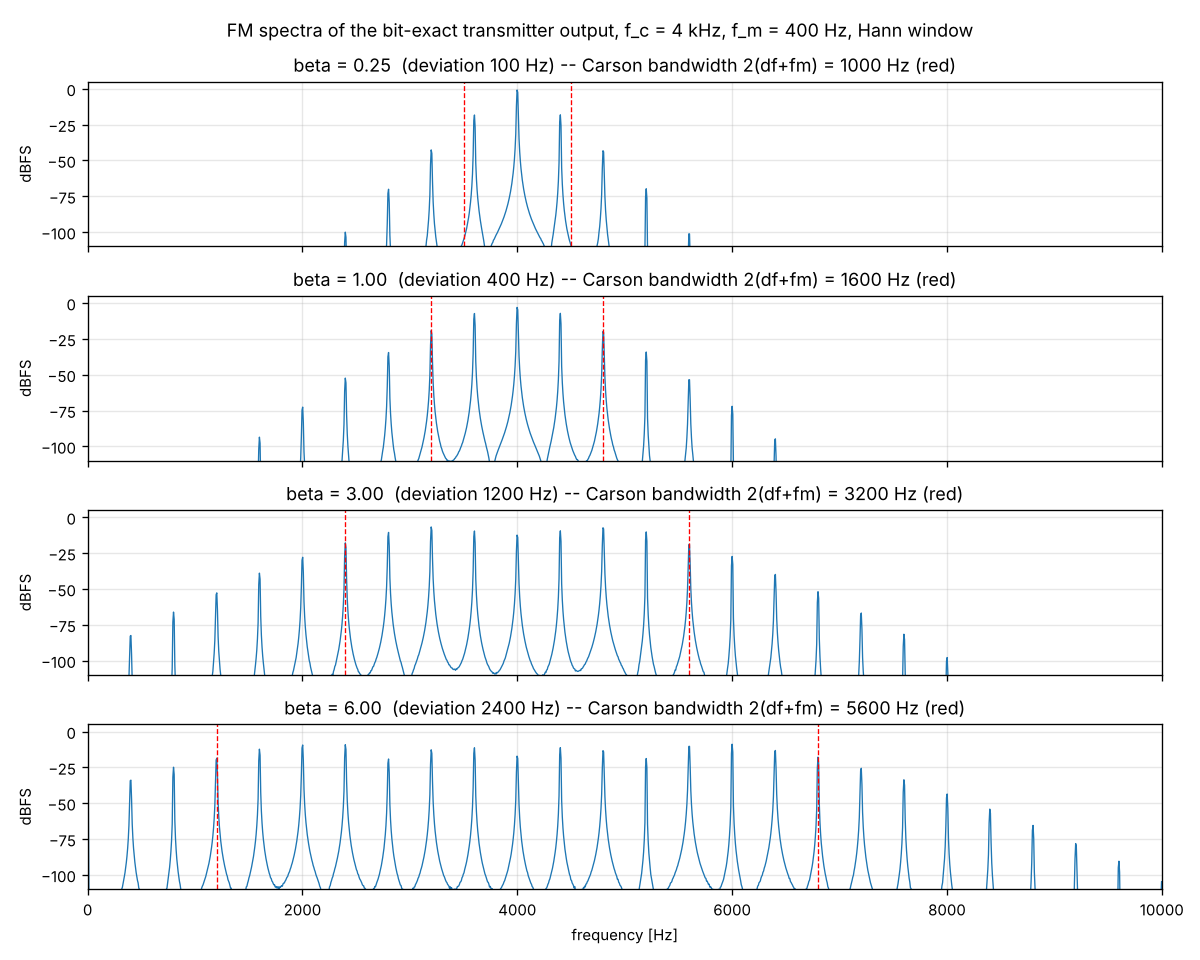 FM spectra of the bit-exact transmitter output, f_c = 4 kHz, f_m = 400 Hz, Hann window
beta = 0.25  (deviation 100 Hz) -- Carson bandwidth 2(df+fm) = 1000 Hz (red)
0
−25
−50
−75
−100
dBFS
beta = 1.00  (deviation 400 Hz) -- Carson bandwidth 2(df+fm) = 1600 Hz (red)
0
−25
−50
−75
−100
dBFS
beta = 3.00  (deviation 1200 Hz) -- Carson bandwidth 2(df+fm) = 3200 Hz (red)
0
−25
−50
−75
−100
dBFS
beta = 6.00  (deviation 2400 Hz) -- Carson bandwidth 2(df+fm) = 5600 Hz (red)
0
−25
−50
−75
−100
dBFS
0 2000 4000 6000 8000 10000
frequency [Hz]